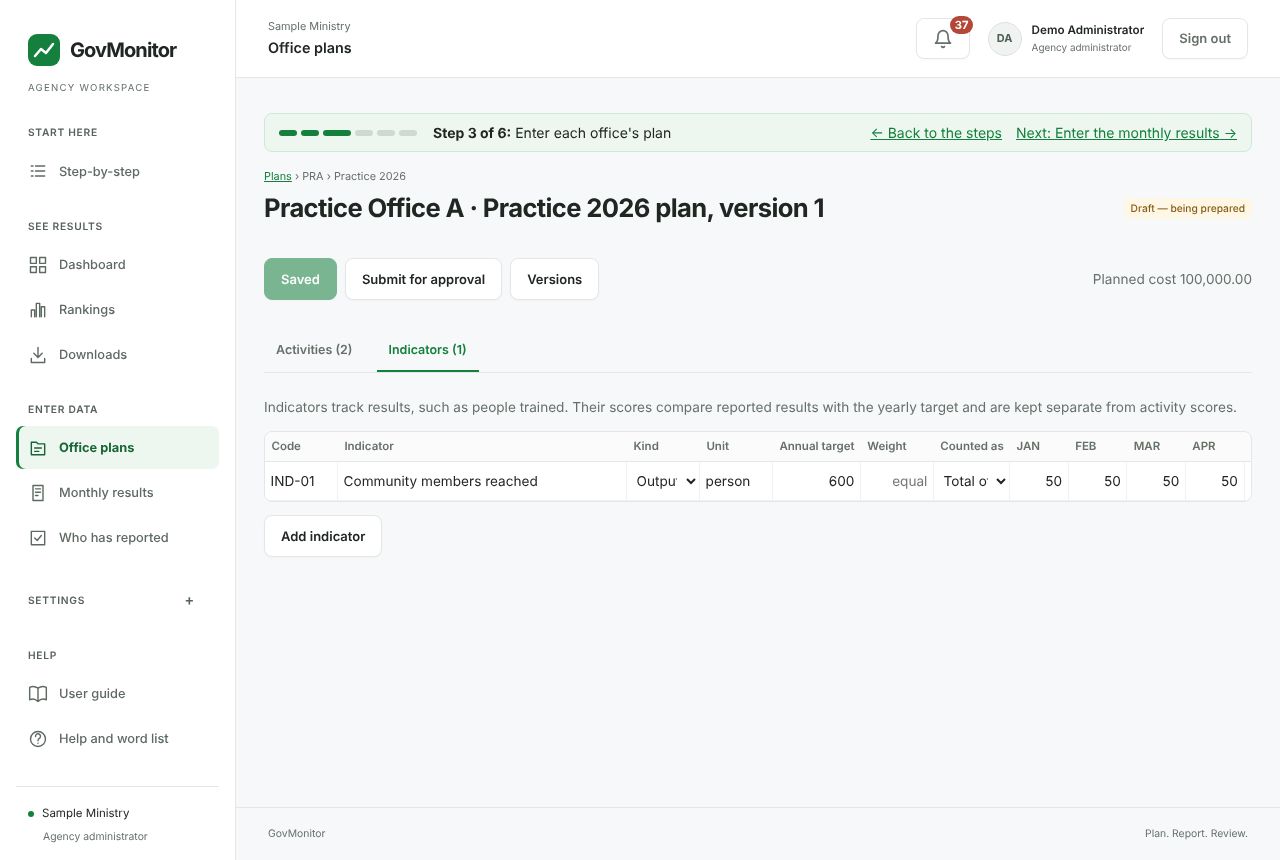 GovMonitor
AGENCY WORKSPACE
START HERE
Step-by-step
SEE RESULTS
Dashboard
Rankings
Downloads
ENTER DATA
Office plans
Monthly results
Who has reported
SETTINGS +
HELP
User guide
Help and word list
Sample Ministry
Agency administrator
Sample Ministry
Office plans
37
DA
Demo Administrator
Agency administrator
Sign out
Step 3 of 6: Enter each office's plan
← Back to the steps Next: Enter the monthly results →
Plans › PRA › Practice 2026
Practice Office A · Practice 2026 plan, version 1
Draft — being prepared
Saved Submit for approval Versions
Planned cost 100,000.00
Activities (2) Indicators (1)
Indicators track results, such as people trained. Their scores compare reported results with the yearly target and are kept separate from activity scores.
Code Indicator Kind Unit Annual target Weight Counted as JAN FEB MAR APR
IND-01 Community members reached Outpu person 600 equal Total o 50 50 50 50
Add indicator
GovMonitor
Plan. Report. Review.